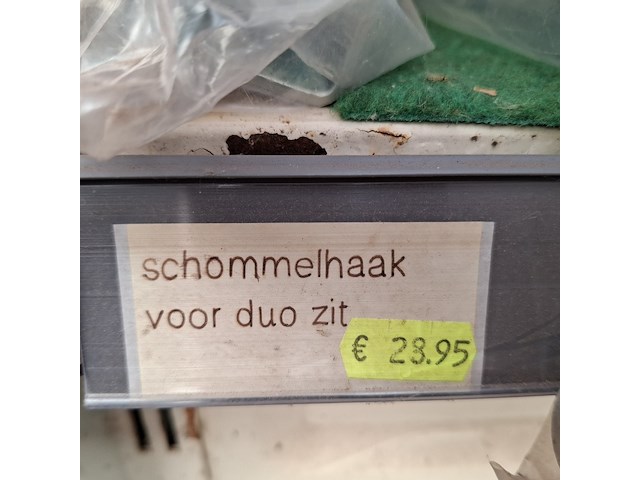 schommelhaak
voor duo zit
€ 28.95